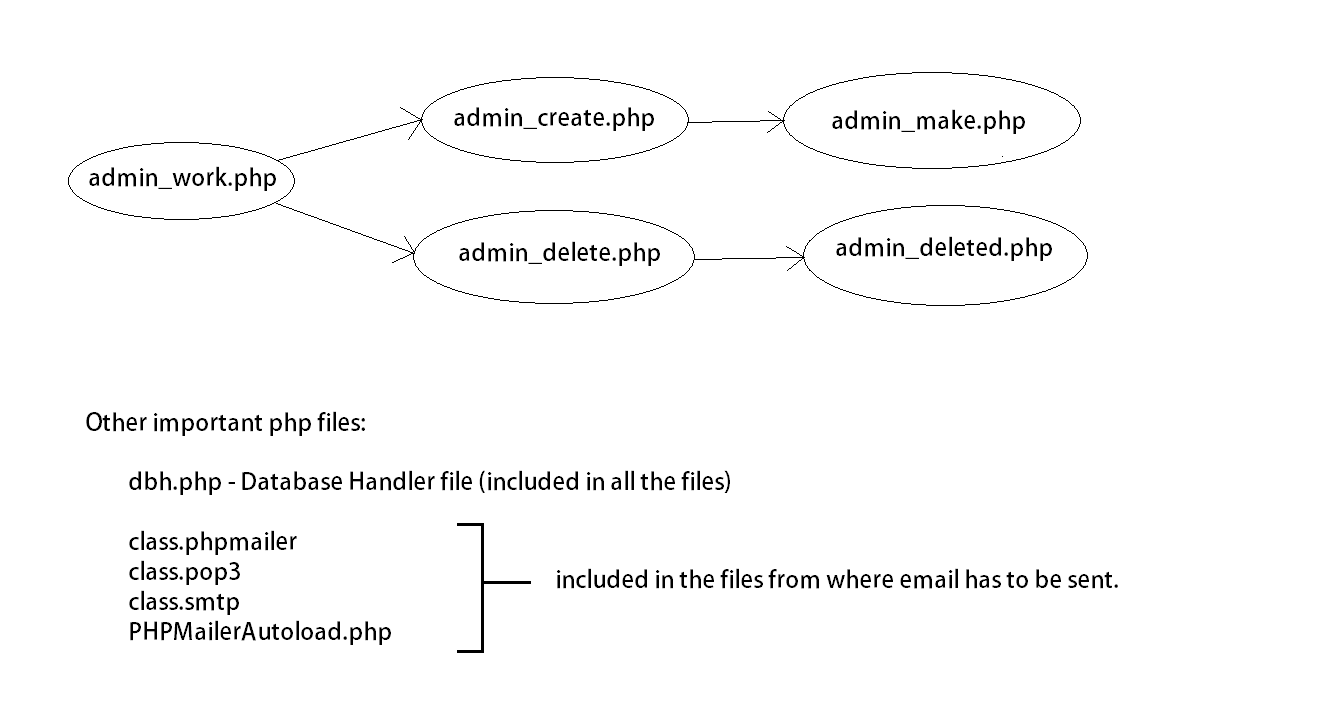 admin_create.php
admin_make.php
admin_work.php
admin_delete.php
admin_deleted.php
Other important php files:
dbh.php - Database Handler file (included in all the files)
class.phpmailer
class.pop3
class.smtp
PHPMailerAutoload.php
included in the files from where email has to be sent.